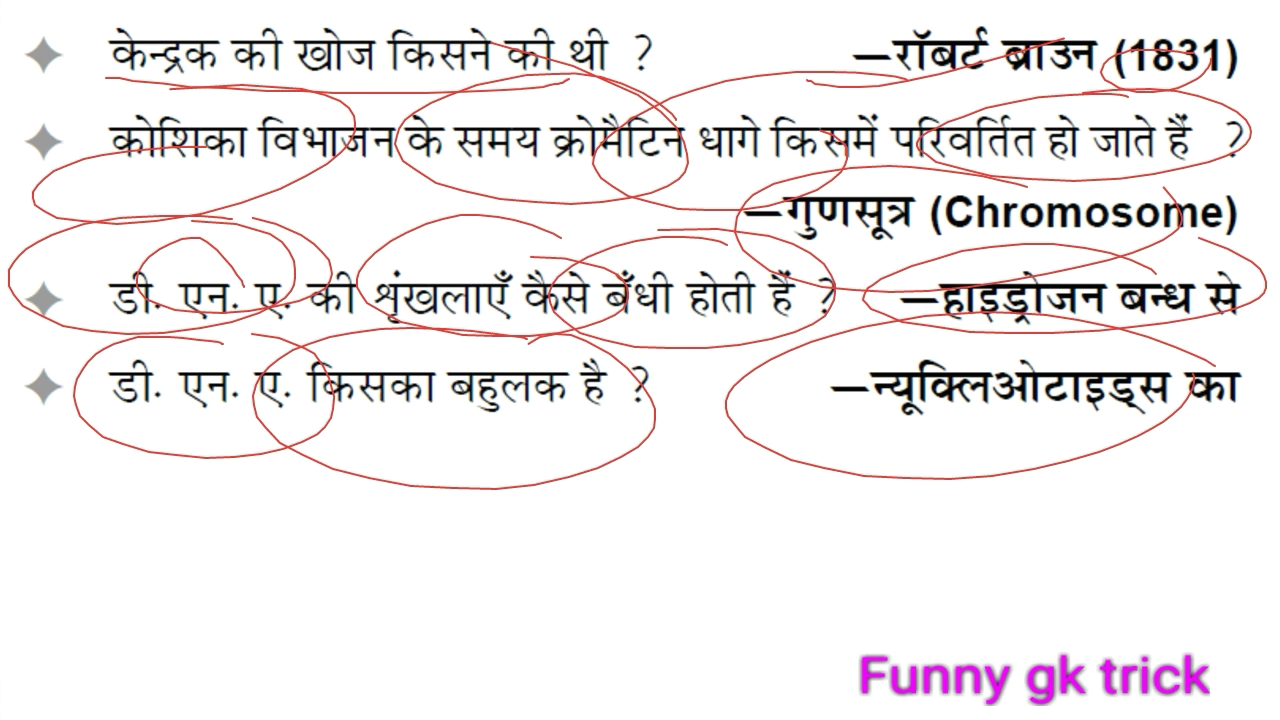 ✦ केन्द्रक की खोज किसने की थी ? —रॉबर्ट ब्राउन (1831)
✦ कोशिका विभाजन के समय क्रोमैटिन धागे किसमें परिवर्तित हो जाते हैं ?
—गुणसूत्र (Chromosome)
✦ डी. एन. ए. की शृंखलाएँ कैसे बँधी होती हैं ? —हाइड्रोजन बन्ध से
✦ डी. एन. ए. किसका बहुलक है ? —न्यूक्लिओटाइड्स का
Funny gk trick